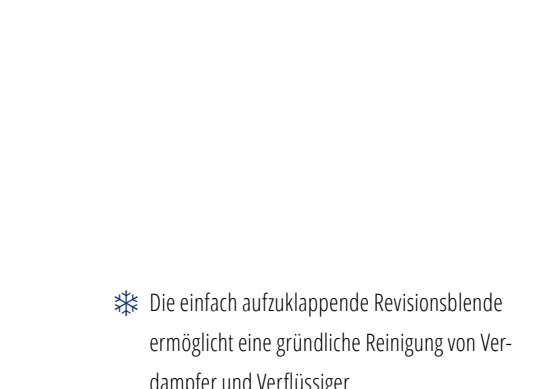 Die einfach aufzuklappende Revisionsblende
ermöglicht eine gründliche Reinigung von Ver-
dampfer und Verflüssiger